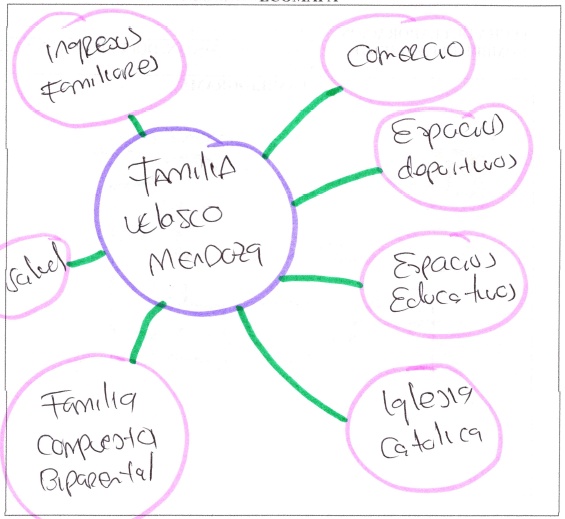 ECOMAPA
Ingresos
Familiares
Comercio
Espacios
deportivos
FAMILIA
VElasco
MENDOZA
Salud
Espacios
Educativos
Familia
Compuesta
Biparental
Iglesia
Catolica